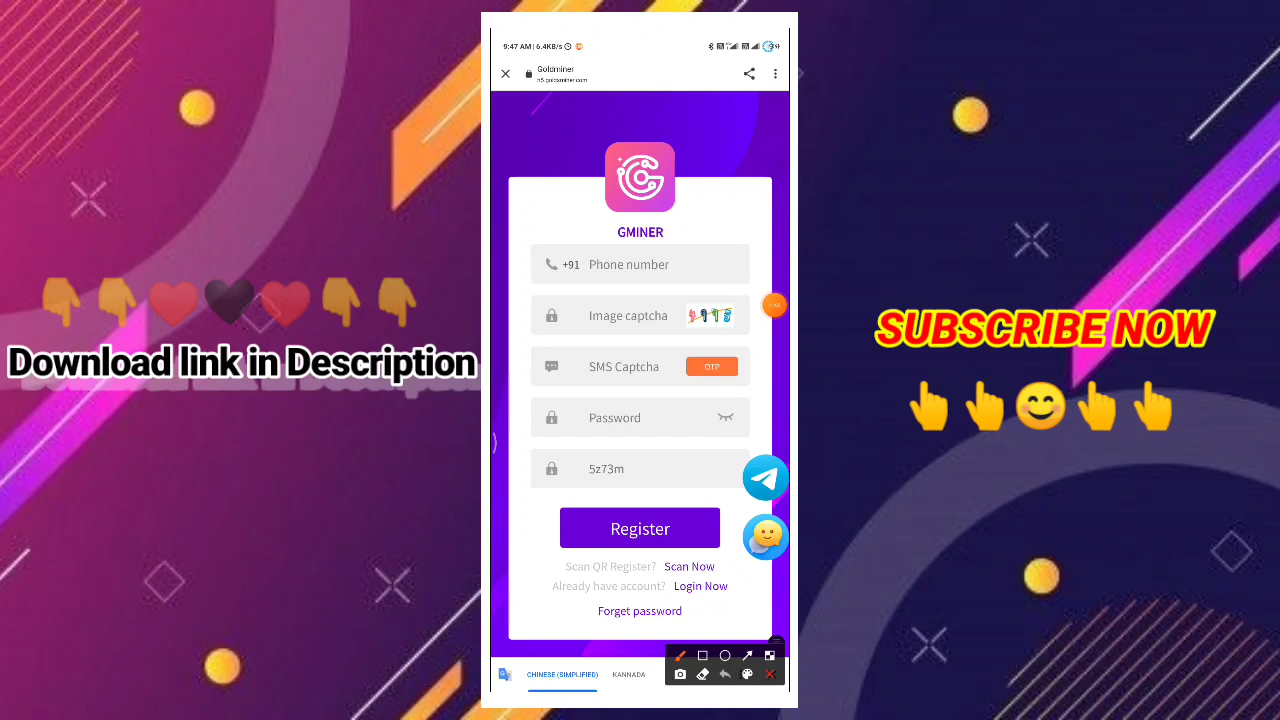 9:47 AM | 6.4KB/s
Goldminer
GMINER
+91 Phone number
Image captcha
SMS Captcha OTP
Password
5z73m
Register
Scan QR Register? Scan Now
Already have account? Login Now
Forget password
CHINESE (SIMPLIFIED) KANNADA
Download link in Description
SUBSCRIBE NOW